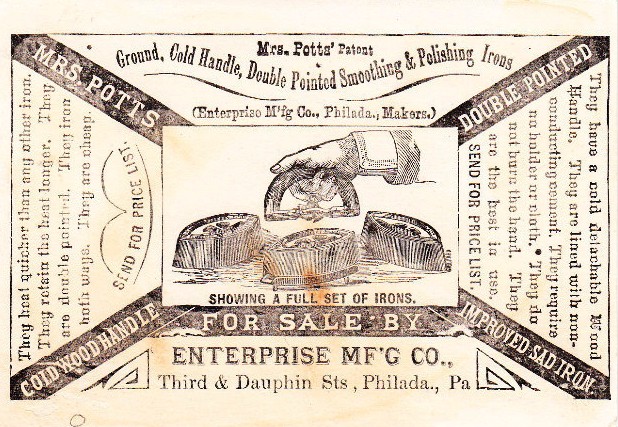 Mrs. Potts' Patent
Ground, Cold Handle, Double Pointed Smoothing & Polishing Irons
(Enterprise M'f'g Co., Philada., Makers.)
MRS. POTTS
DOUBLE POINTED
They heat quicker than any other iron.
They retain the heat longer. They
are double pointed. They iron
both ways. They are cheap.
SEND FOR PRICE LIST.
They have a cold detachable Wood
Handle. They are lined with non-
conducting cement. They require
no holder or cloth. They do
not burn the hand. They
are the best in use.
SEND FOR PRICE LIST.
SHOWING A FULL SET OF IRONS.
COLD WOOD HANDLE
IMPROVED SAD IRON.
FOR SALE BY
ENTERPRISE MF'G CO.,
Third & Dauphin Sts, Philada., Pa